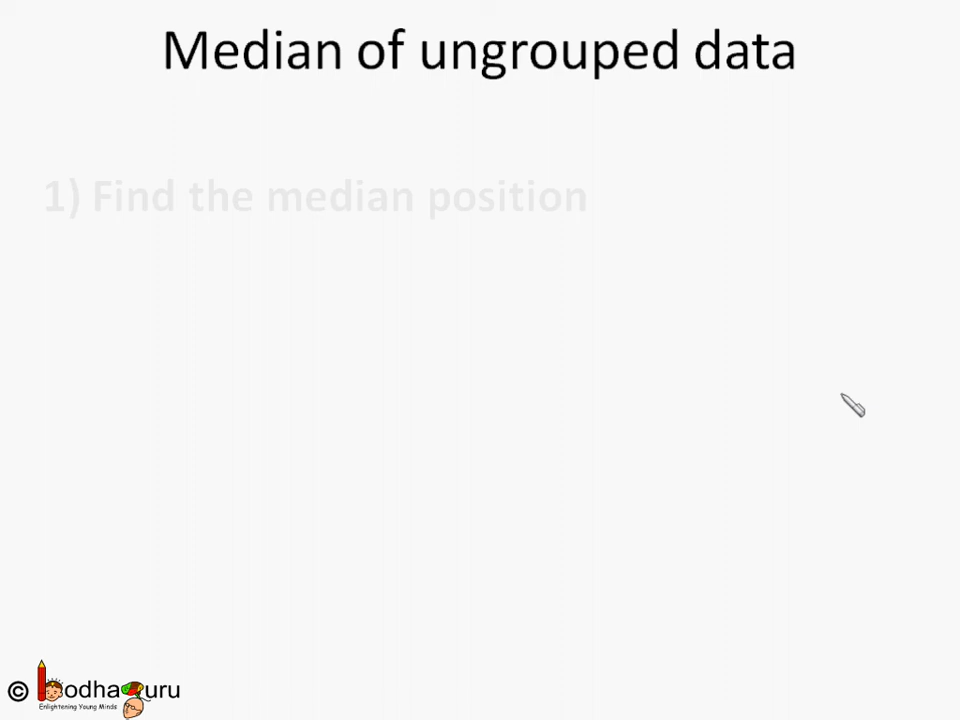 Median of ungrouped data
1) Find the median position
© bodhaguru
Enlightening Young Minds